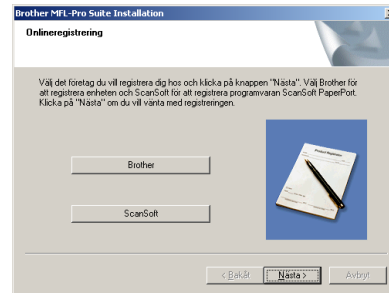 Brother MFL-Pro Suite Installation
Onlineregistrering
Välj det företag du vill registrera dig hos och klicka på knappen "Nästa". Välj Brother för
att registrera enheten och ScanSoft för att registrera programvaran ScanSoft PaperPort.
Klicka på "Nästa" om du vill vänta med registreringen.
Brother
ScanSoft
Product Registration
< Bakåt
Nästa >
Avbryt